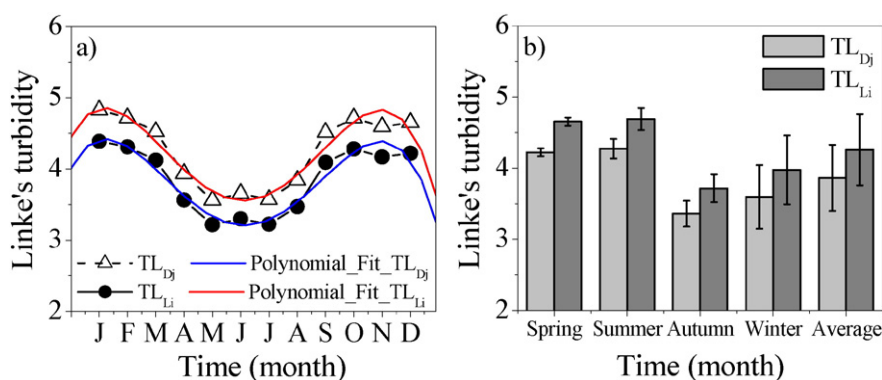 a)
6
5
4
3
2
Linke's turbidity
TL_Dj
TL_Li
Polynomial_Fit_TL_Dj
Polynomial_Fit_TL_Li
J F M A M J J A S O N D
Time (month)
b)
6
5
4
3
2
Linke's turbidity
TL_Dj
TL_Li
Spring Summer Autumn Winter Average
Time (month)